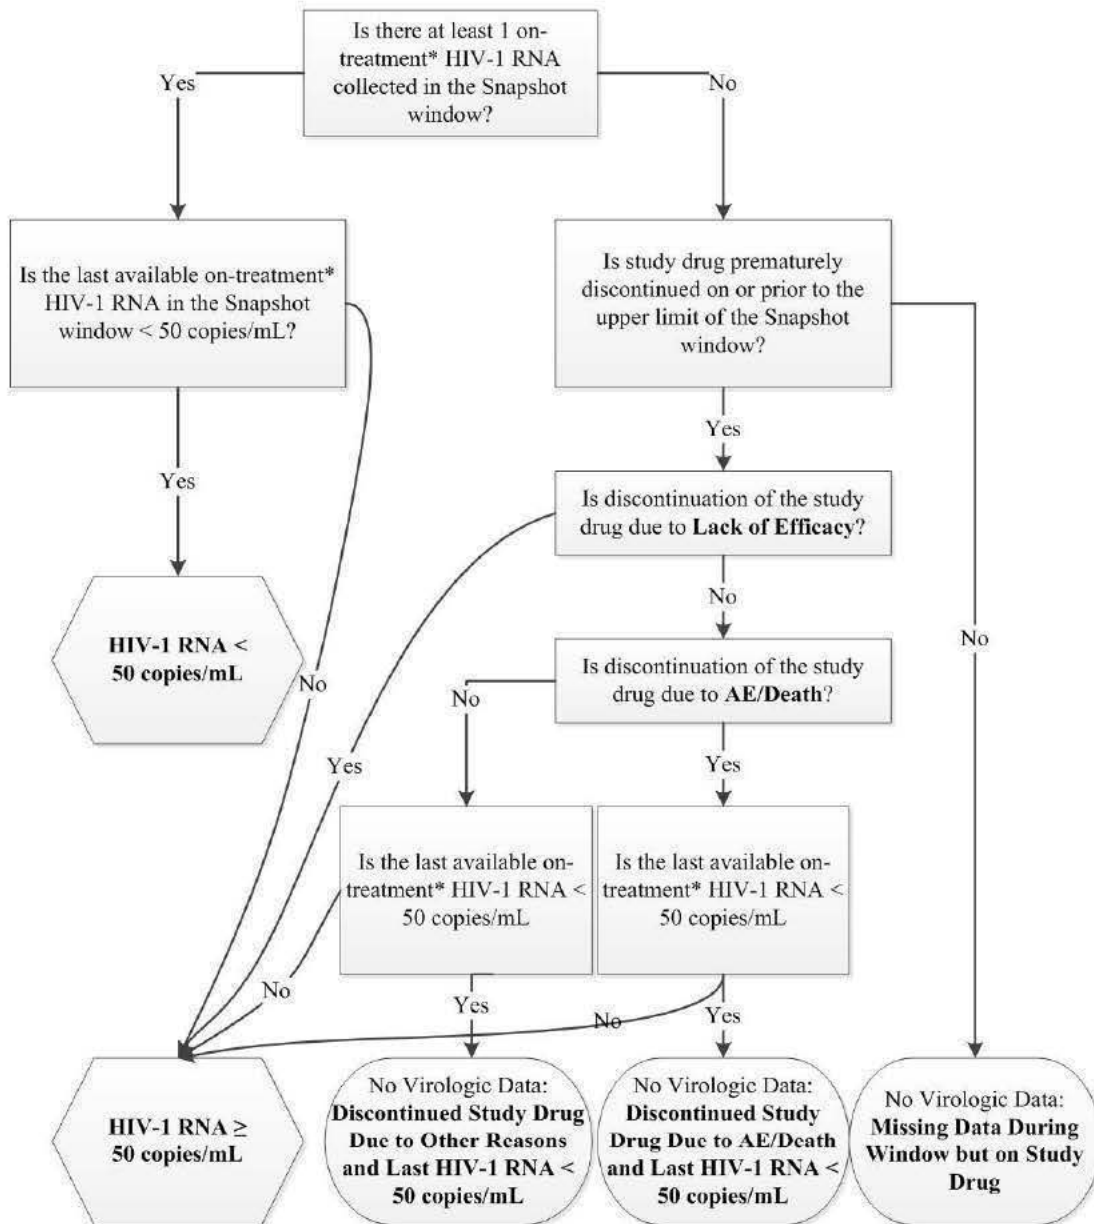 Is there at least 1 on-
treatment* HIV-1 RNA
collected in the Snapshot
window?
Yes
No
Is the last available on-treatment*
HIV-1 RNA in the Snapshot
window < 50 copies/mL?
Is study drug prematurely
discontinued on or prior to the
upper limit of the Snapshot
window?
Yes
Yes
Is discontinuation of the study
drug due to Lack of Efficacy?
No
HIV-1 RNA <
50 copies/mL
No
No
Is discontinuation of the study
drug due to AE/Death?
No
Yes
Yes
Is the last available on-
treatment* HIV-1 RNA <
50 copies/mL
Is the last available on-
treatment* HIV-1 RNA <
50 copies/mL
No
Yes
No
Yes
HIV-1 RNA ≥
50 copies/mL
No Virologic Data:
Discontinued Study Drug
Due to Other Reasons
and Last HIV-1 RNA <
50 copies/mL
No Virologic Data:
Discontinued Study
Drug Due to AE/Death
and Last HIV-1 RNA <
50 copies/mL
No Virologic Data:
Missing Data During
Window but on Study
Drug